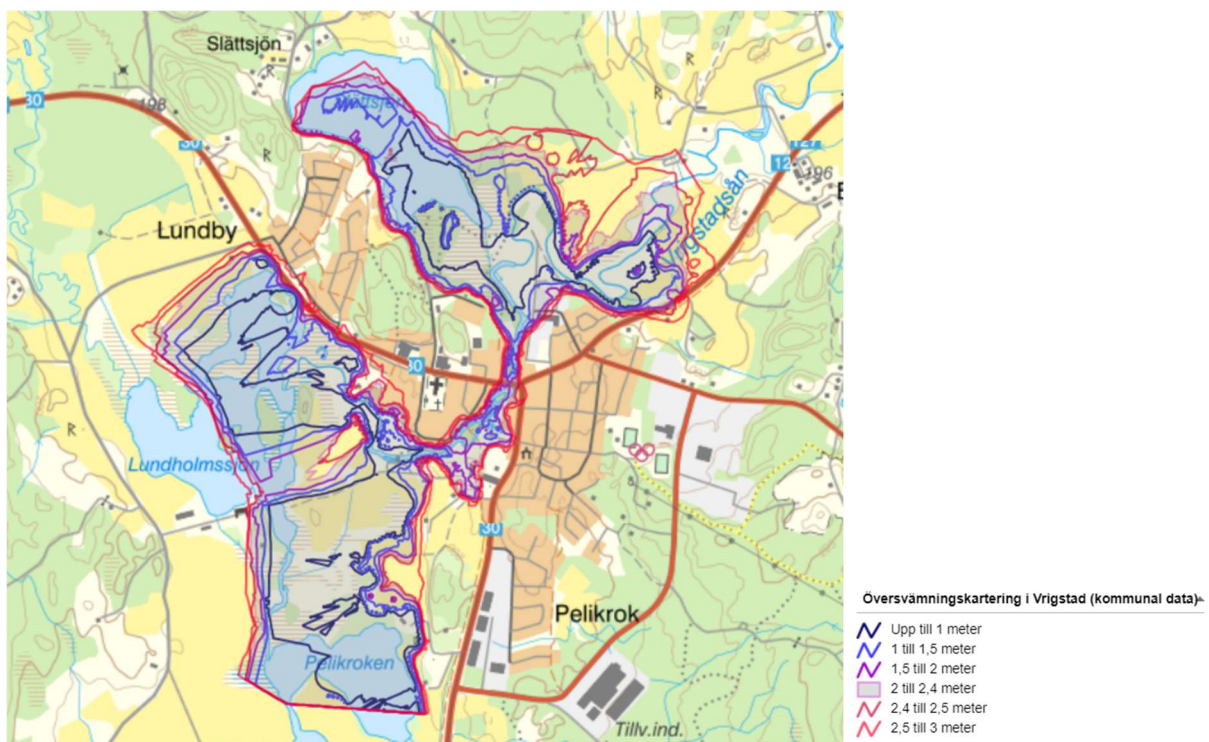 Slättsjön
30
198
R
R
R
R
30
127
196
Lundby
Vrigstadsån
30
Lundholmssjön
30
Pelikrok
Pelikroken
Tillv.ind.
Översvämningskartering i Vrigstad (kommunal data)
Upp till 1 meter
1 till 1,5 meter
1,5 till 2 meter
2 till 2,4 meter
2,4 till 2,5 meter
2,5 till 3 meter